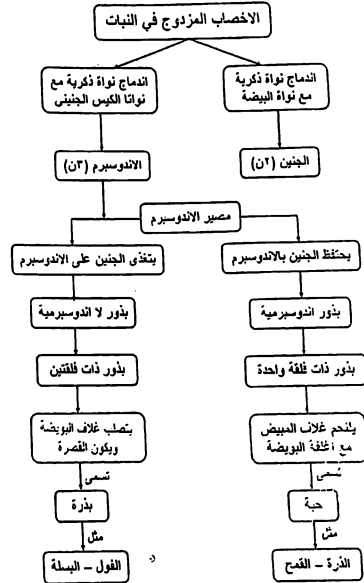 الاخصاب المزدوج في النبات
اندماج نواة ذكرية
مع نواة البيضة
اندماج نواة ذكرية مع
نواتا الكيس الجنينى
الجنين (٢ن)
الاندوسبرم (٣ن)
مصير الاندوسبرم
يحتفظ الجنين بالاندوسبرم
يتغذى الجنين على الاندوسبرم
بذور اندوسبرمية
بذور لا اندوسبرمية
بذور ذات فلقة واحدة
بذور ذات فلقتين
يلتحم غلاف المبيض
مع اغلفة البويضة
يتصلب غلاف البويضة
ويكون القصرة
تسمى
تسمى
حبة
بذرة
مثل
مثل
الذرة – القمح
الفول – البسلة